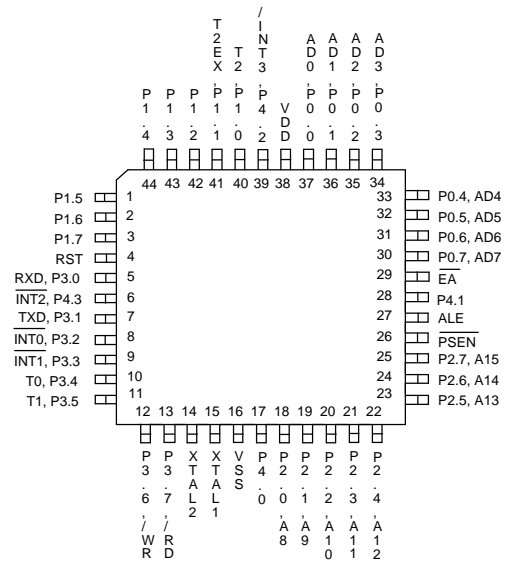 P1.4
P1.3
P1.2
T2EX,P1.1
T2,P1.0
/INT3,P4.2
VDD
AD0,P0.0
AD1,P0.1
AD2,P0.2
AD3,P0.3
44
43
42
41
40
39
38
37
36
35
34
P1.5
1
P1.6
2
P1.7
3
RST
4
RXD, P3.0
5
INT2, P4.3
6
TXD, P3.1
7
INT0, P3.2
8
INT1, P3.3
9
T0, P3.4
10
T1, P3.5
11
33
P0.4, AD4
32
P0.5, AD5
31
P0.6, AD6
30
P0.7, AD7
29
EA
28
P4.1
27
ALE
26
PSEN
25
P2.7, A15
24
P2.6, A14
23
P2.5, A13
12
13
14
15
16
17
18
19
20
21
22
P3.6,/WR
P3.7,/RD
XTAL2
XTAL1
VSS
P4.0
P2.0,A8
P2.1,A9
P2.2,A10
P2.3,A11
P2.4,A12